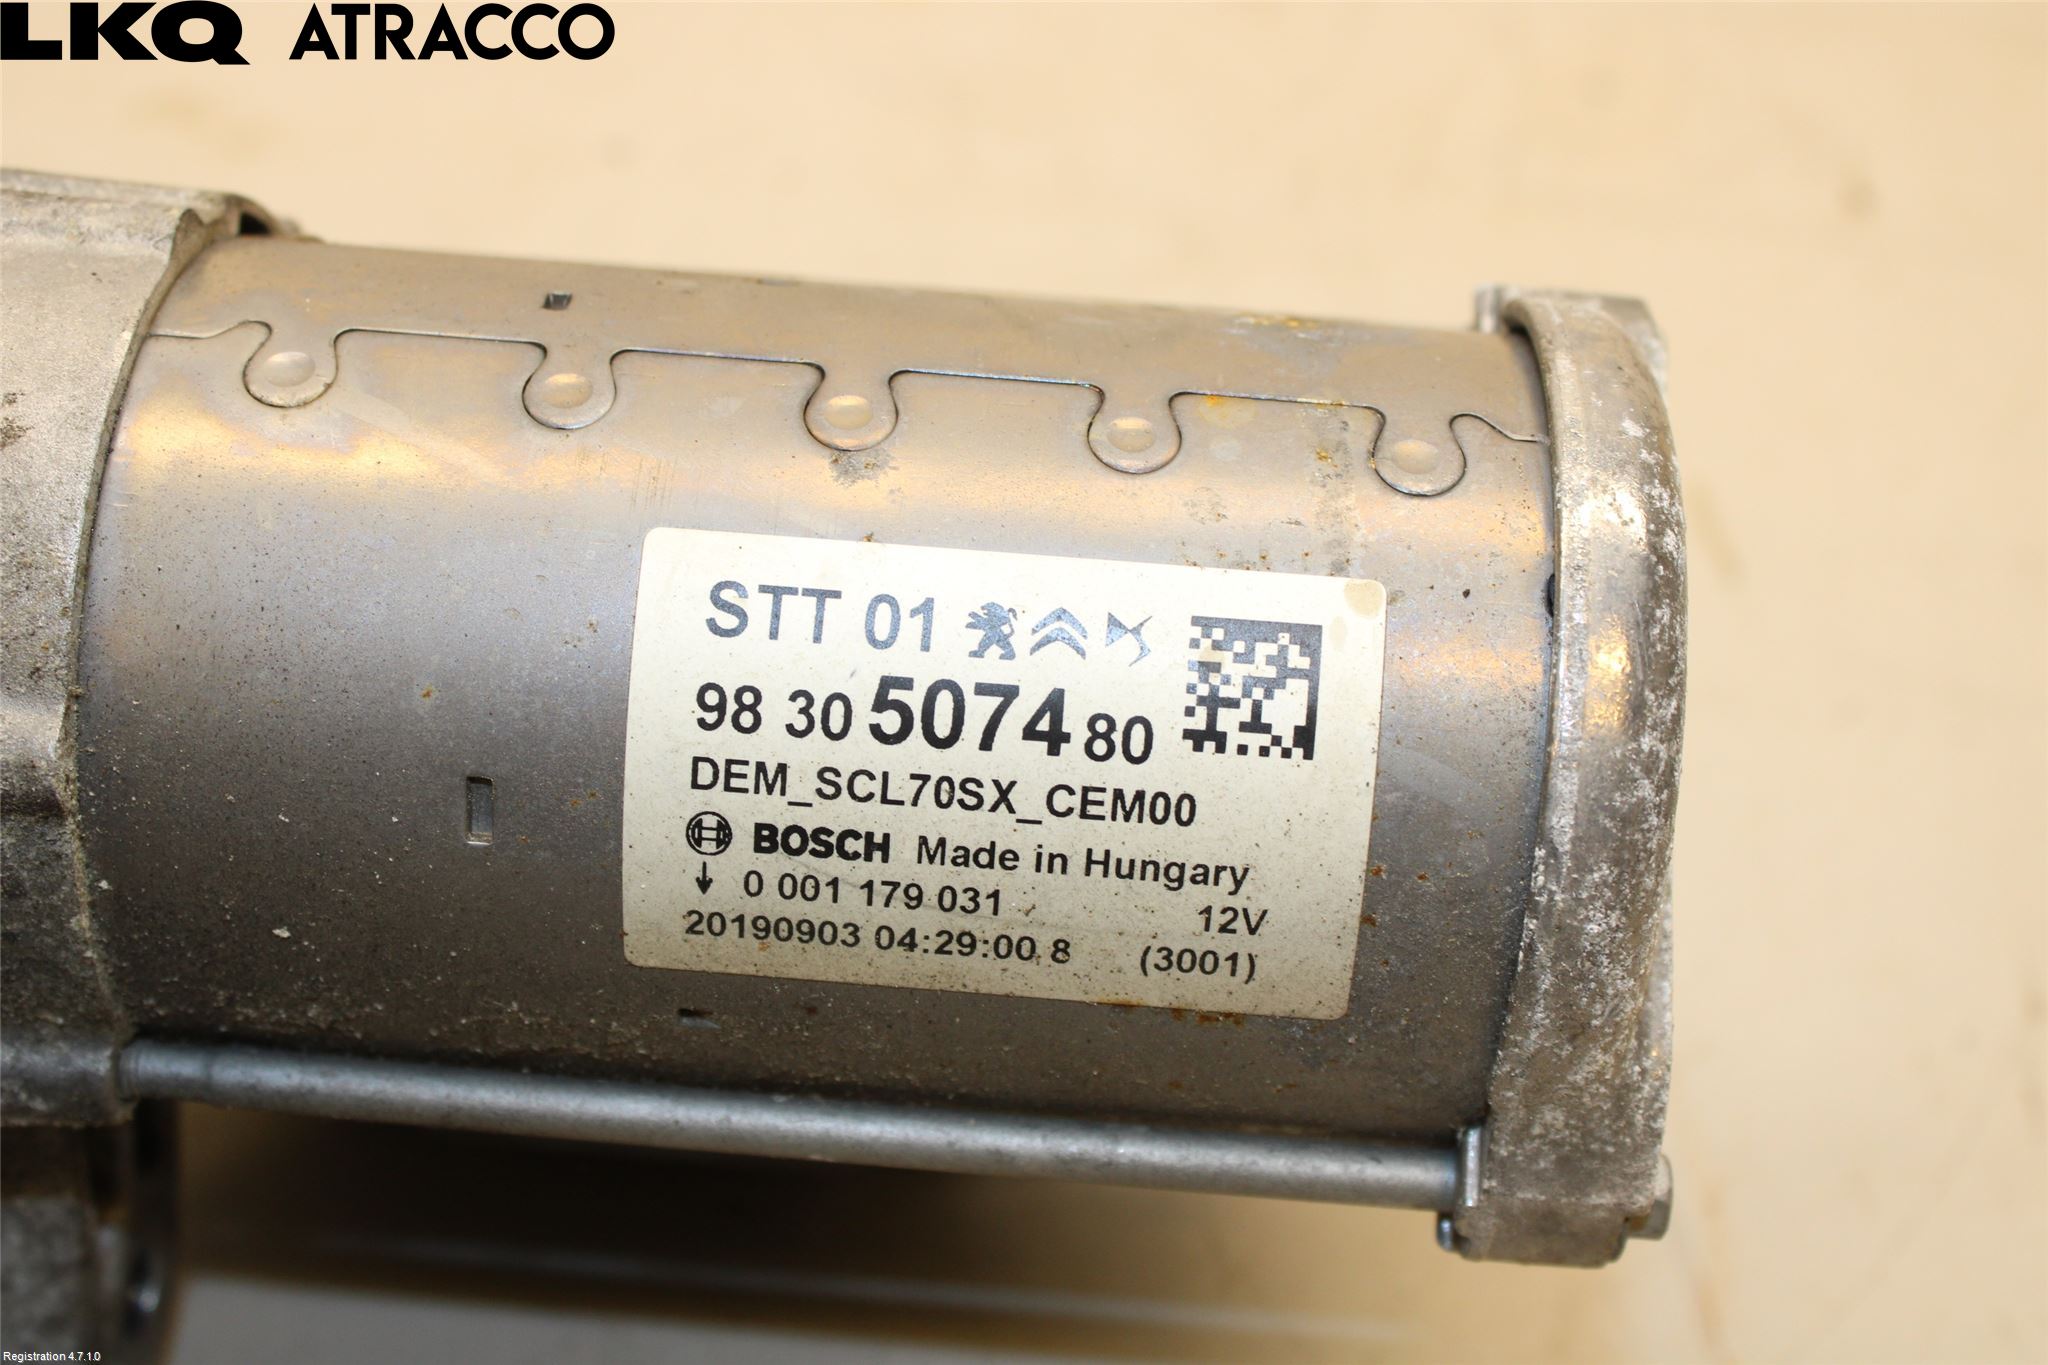 LKQ ATRACCO
STT 01
98 30 5074 80
DEM_SCL70SX_CEM00
BOSCH Made in Hungary
↓ 0 001 179 031 12V
20190903 04:29:00 8 (3001)
Registration 4.7.1.0